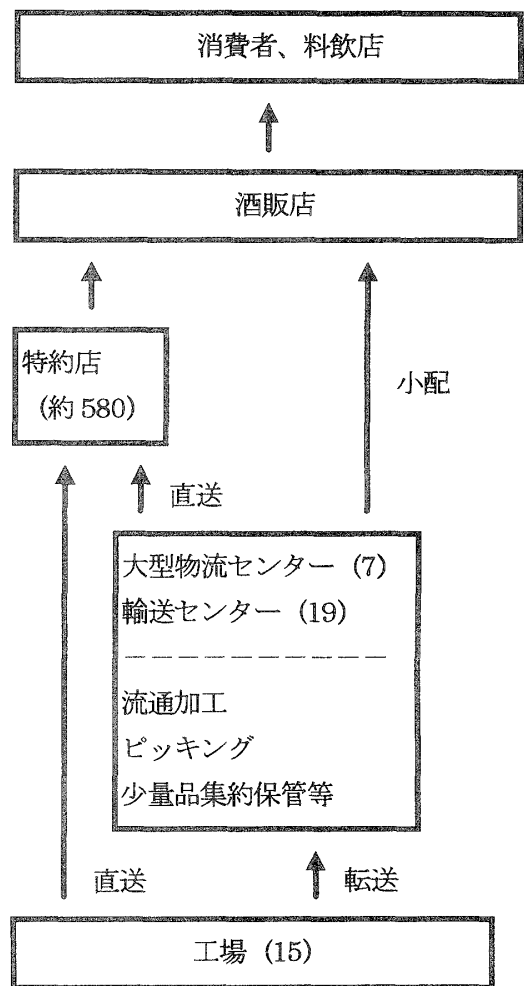 消費者、料飲店
酒販店
特約店
(約 580)
小配
直送
大型物流センター (7)
輸送センター (19)
流通加工
ピッキング
少量品集約保管等
直送
転送
工場 (15)